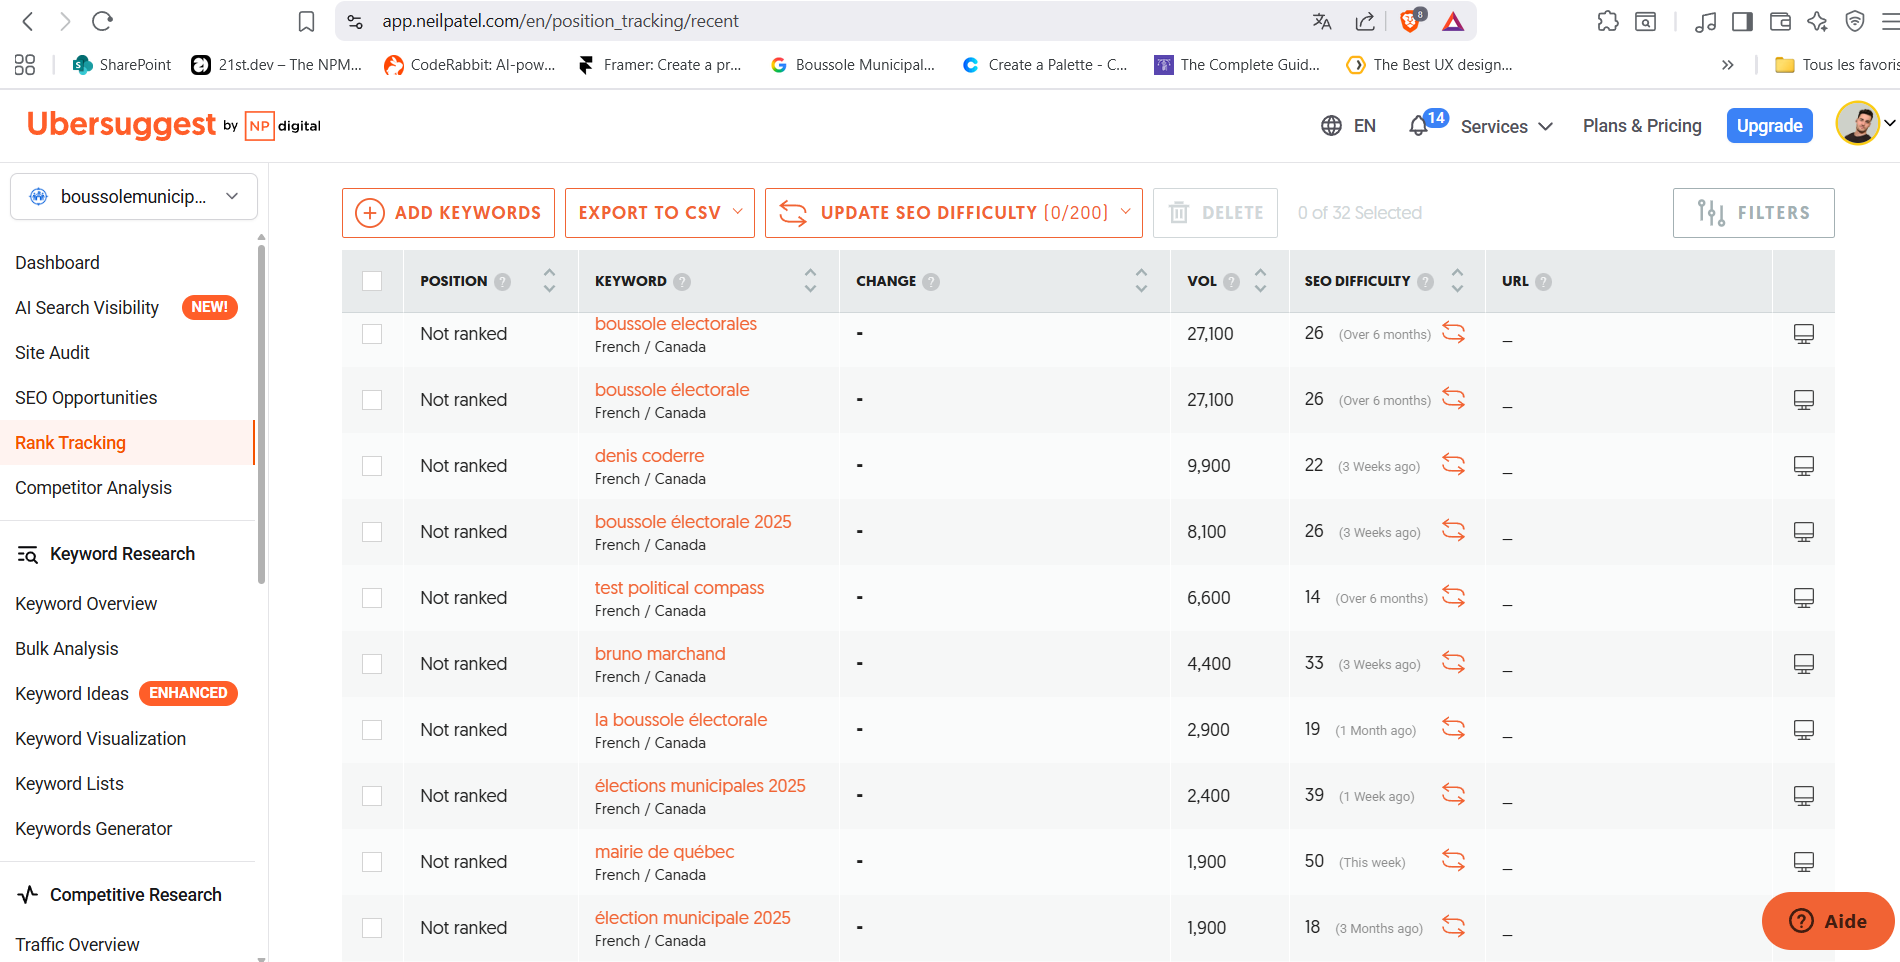 app.neilpatel.com/en/position_tracking/recent
8
SharePoint
21st.dev – The NPM...
CodeRabbit: AI-pow...
Framer: Create a pr...
Boussole Municipal...
Create a Palette - C...
The Complete Guid...
The Best UX design...
»
Tous les favoris
Ubersuggest by NP digital
EN
14
Services
Plans & Pricing
Upgrade
boussolemunicip...
Dashboard
AI Search Visibility NEW!
Site Audit
SEO Opportunities
Rank Tracking
Competitor Analysis
Keyword Research
Keyword Overview
Bulk Analysis
Keyword Ideas ENHANCED
Keyword Visualization
Keyword Lists
Keywords Generator
Competitive Research
Traffic Overview
ADD KEYWORDS
EXPORT TO CSV
UPDATE SEO DIFFICULTY (0/200)
DELETE
0 of 32 Selected
FILTERS
POSITION ? KEYWORD ? CHANGE ? VOL ? SEO DIFFICULTY ? URL ?
Not ranked boussole electorales - 27,100 26 (Over 6 months) _
French / Canada
Not ranked boussole électorale - 27,100 26 (Over 6 months) _
French / Canada
Not ranked denis coderre - 9,900 22 (3 Weeks ago) _
French / Canada
Not ranked boussole électorale 2025 - 8,100 26 (3 Weeks ago) _
French / Canada
Not ranked test political compass - 6,600 14 (Over 6 months) _
French / Canada
Not ranked bruno marchand - 4,400 33 (3 Weeks ago) _
French / Canada
Not ranked la boussole électorale - 2,900 19 (1 Month ago) _
French / Canada
Not ranked élections municipales 2025 - 2,400 39 (1 Week ago) _
French / Canada
Not ranked mairie de québec - 1,900 50 (This week) _
French / Canada
Not ranked élection municipale 2025 - 1,900 18 (3 Months ago) _
French / Canada
? Aide